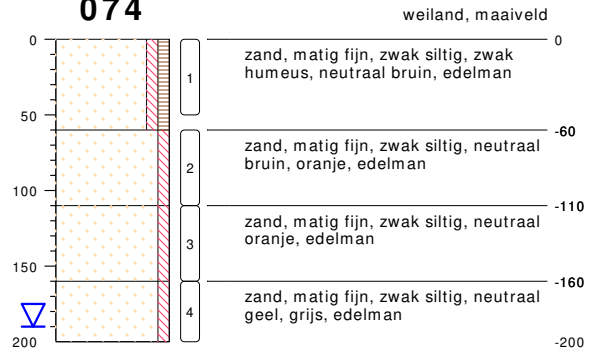 074
weiland, maaiveld
0
0
zand, matig fijn, zwak siltig, zwak
humeus, neutraal bruin, edelman
1
50
-60
zand, matig fijn, zwak siltig, neutraal
bruin, oranje, edelman
2
100
-110
zand, matig fijn, zwak siltig, neutraal
oranje, edelman
3
150
-160
zand, matig fijn, zwak siltig, neutraal
geel, grijs, edelman
4
200
-200